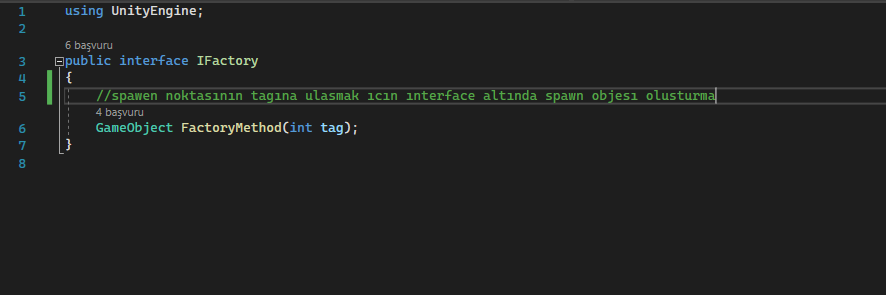 1 using UnityEngine;
2
6 başvuru
3 public interface IFactory
4 {
5 //spawen noktasının tagına ulasmak ıcın ınterface altında spawn objesı olusturma
4 başvuru
6 GameObject FactoryMethod(int tag);
7 }
8